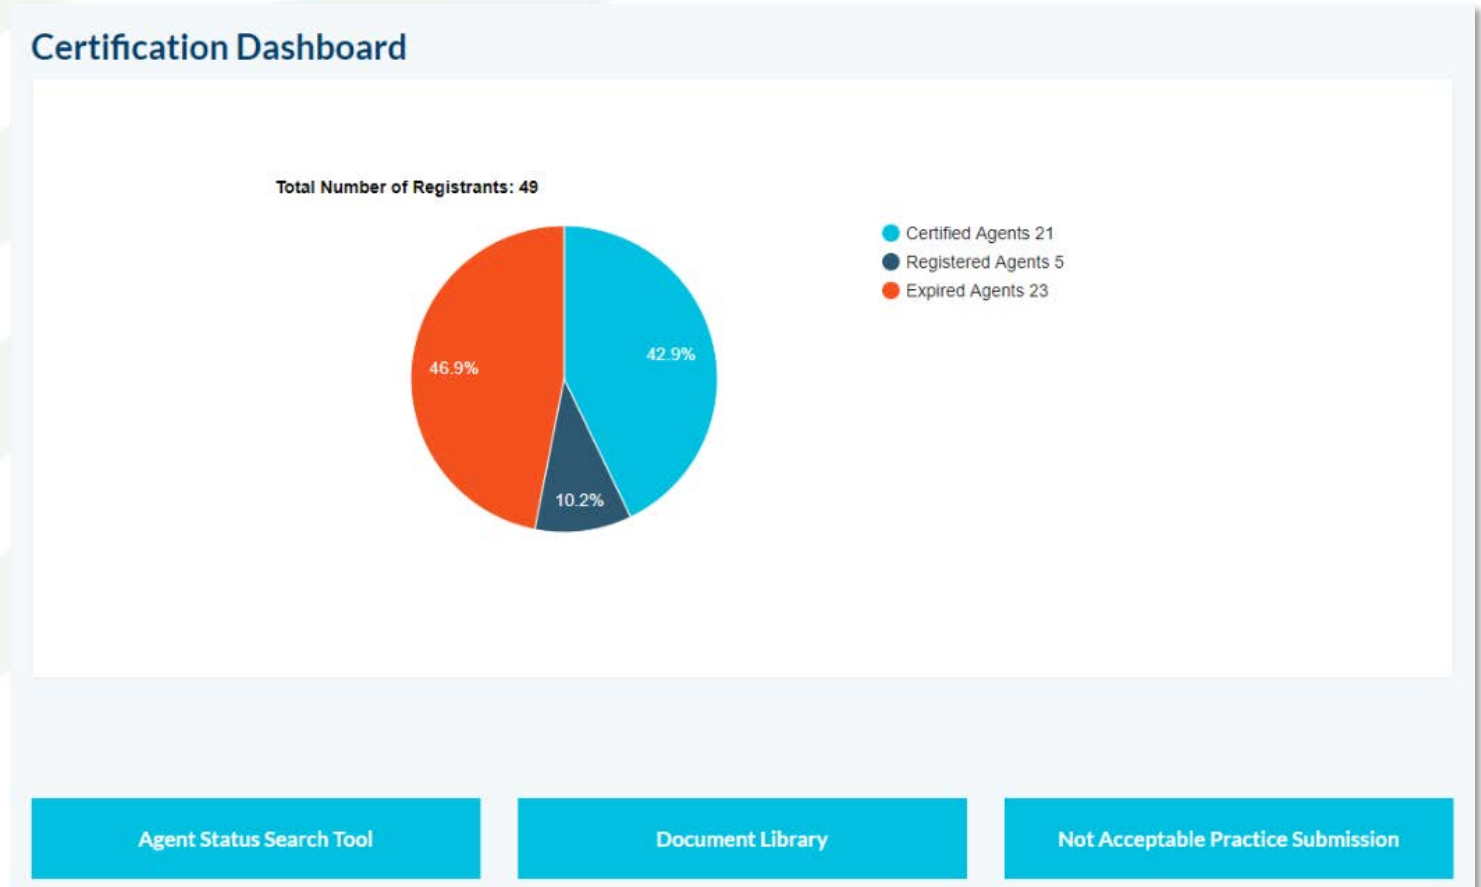 Certification Dashboard
Total Number of Registrants: 49
Certified Agents 21
Registered Agents 5
Expired Agents 23
46.9%
42.9%
10.2%
Agent Status Search Tool
Document Library
Not Acceptable Practice Submission